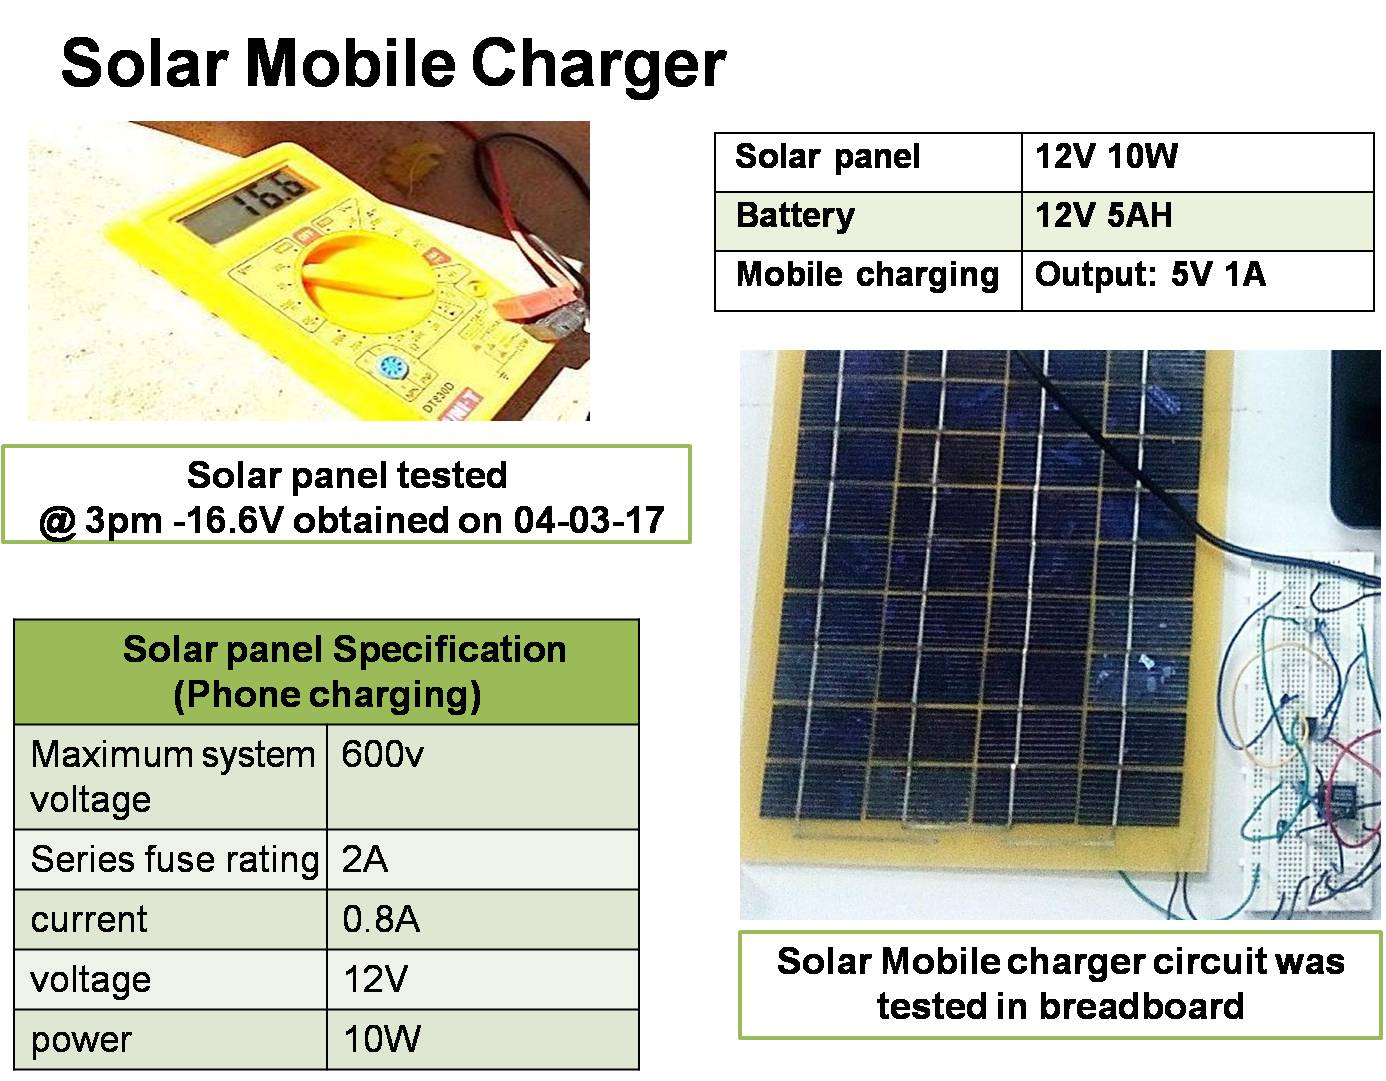 Solar Mobile Charger
16.6
DT830D
UNI-T
Solar panel 12V 10W
Battery 12V 5AH
Mobile charging Output: 5V 1A
Solar panel tested
@ 3pm -16.6V obtained on 04-03-17
Solar panel Specification
(Phone charging)
Maximum system 600v
voltage
Series fuse rating 2A
current 0.8A
voltage 12V
power 10W
Solar Mobile charger circuit was
tested in breadboard